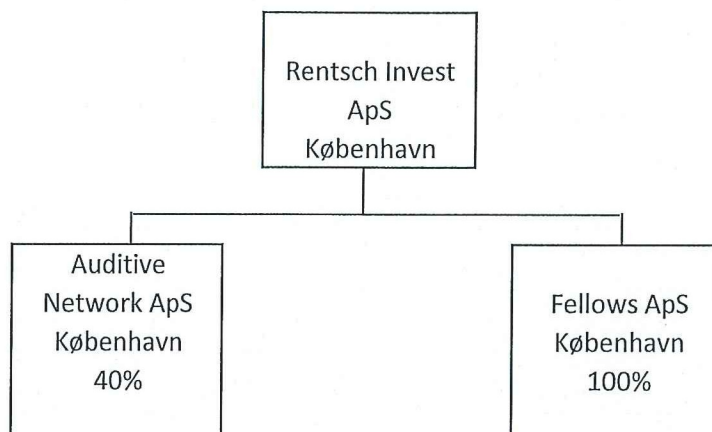 Rentsch Invest
ApS
København
Auditive
Network ApS
København
40%
Fellows ApS
København
100%